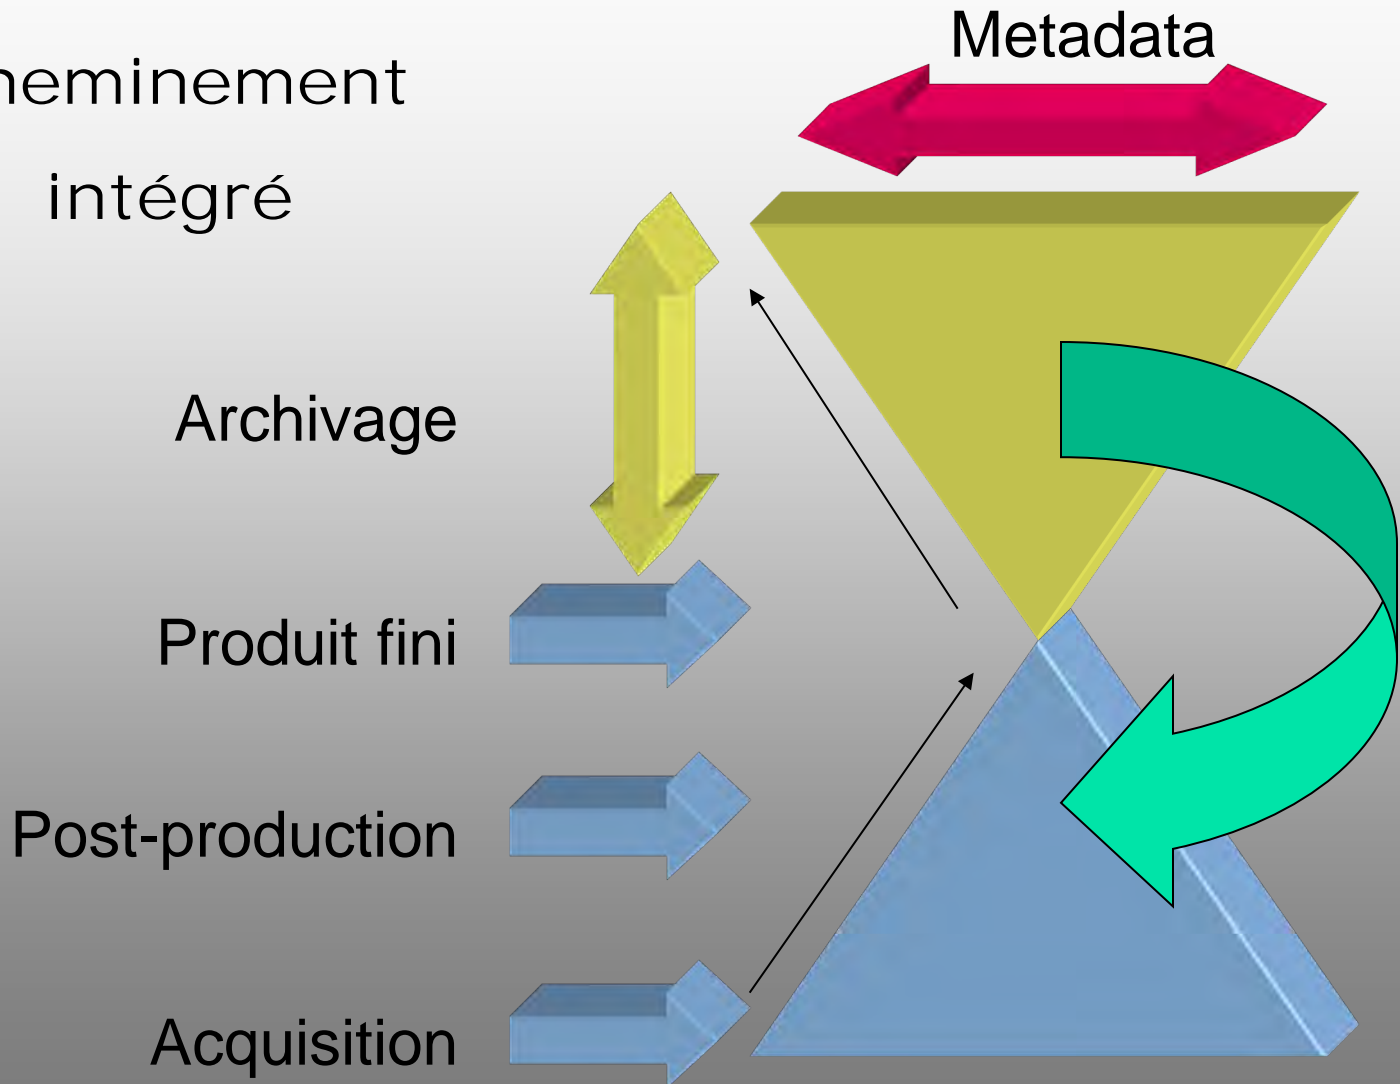 Metadata
heminement
intégré
Archivage
Produit fini
Post-production
Acquisition